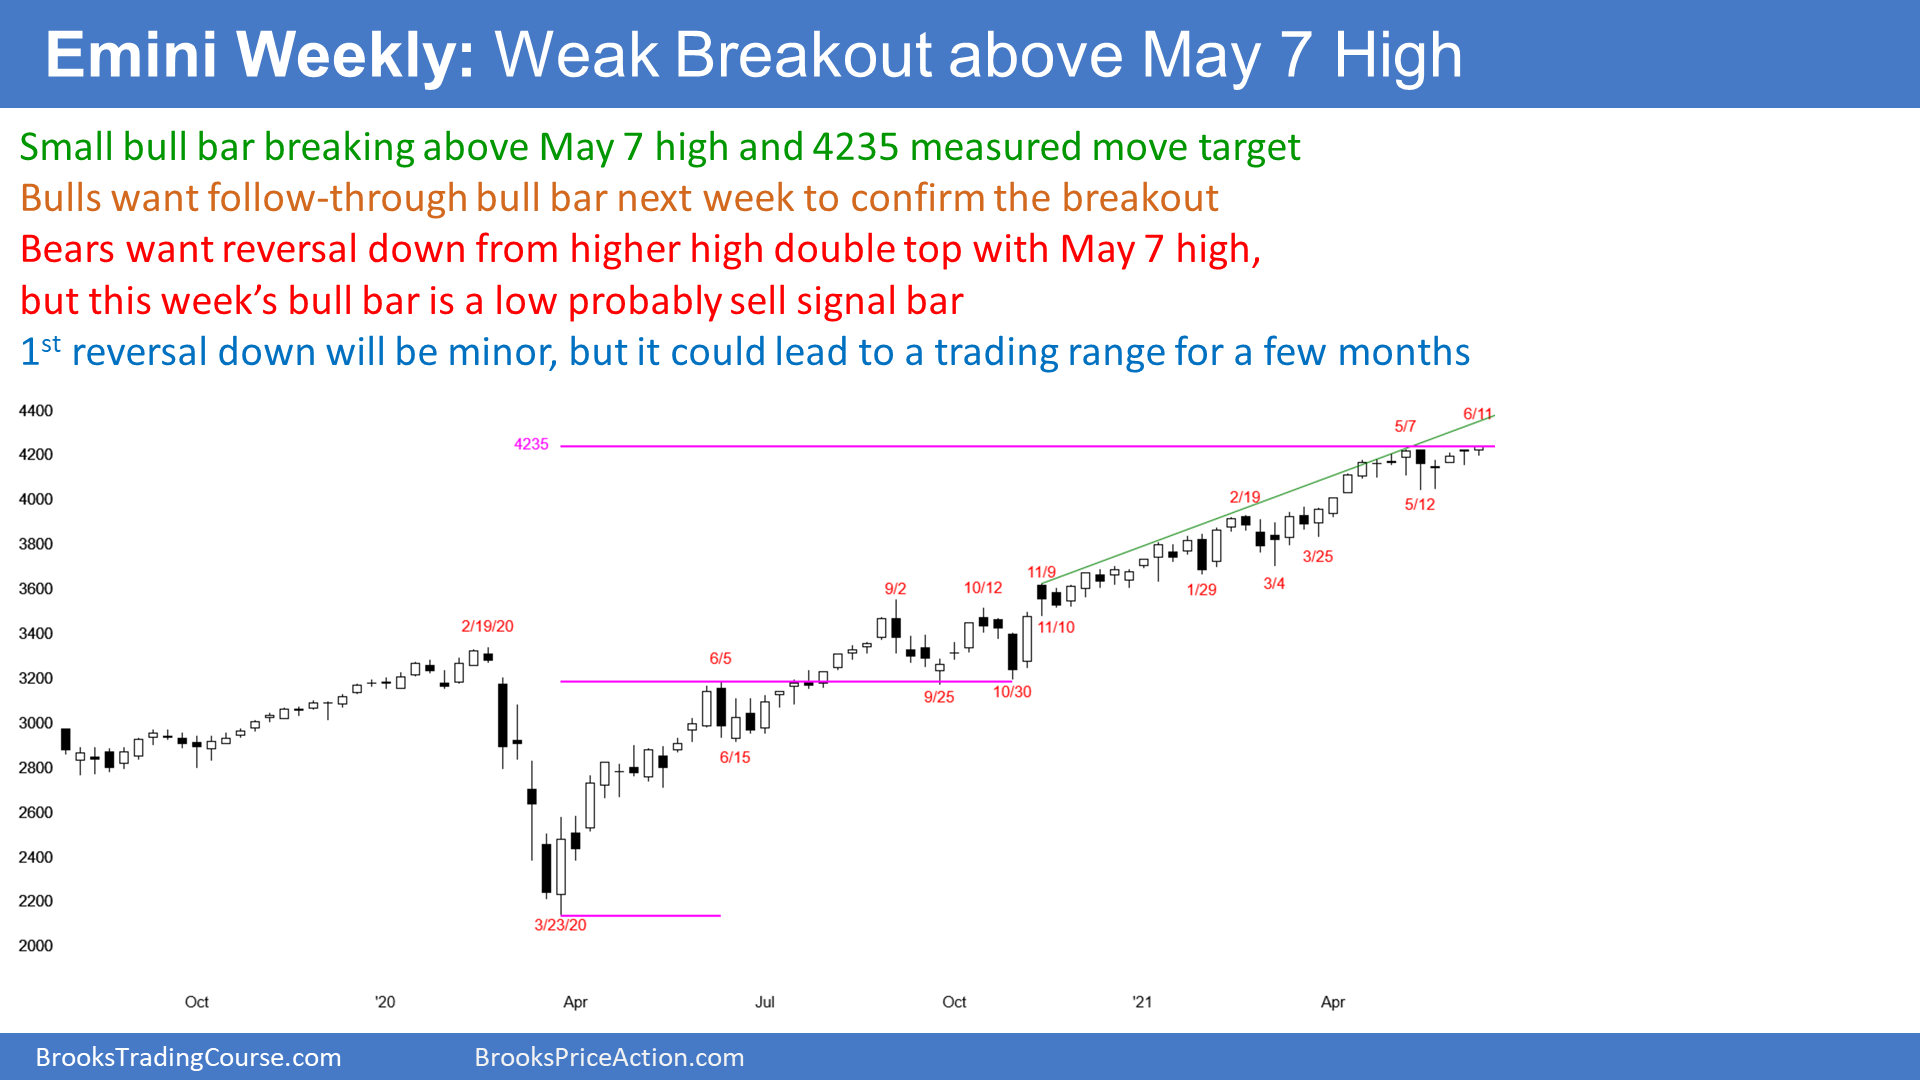 Emini Weekly: Weak Breakout above May 7 High
Small bull bar breaking above May 7 high and 4235 measured move target
Bulls want follow-through bull bar next week to confirm the breakout
Bears want reversal down from higher high double top with May 7 high,
but this week’s bull bar is a low probably sell signal bar
1st reversal down will be minor, but it could lead to a trading range for a few months
4400
4200
4000
3800
3600
3400
3200
3000
2800
2600
2400
2200
2000
4235
2/19/20
3/23/20
6/5
6/15
9/2
9/25
10/12
10/30
11/9
11/10
1/29
2/19
3/4
3/25
5/7
5/12
6/11
Oct
'20
Apr
Jul
Oct
'21
Apr
BrooksTradingCourse.com
BrooksPriceAction.com